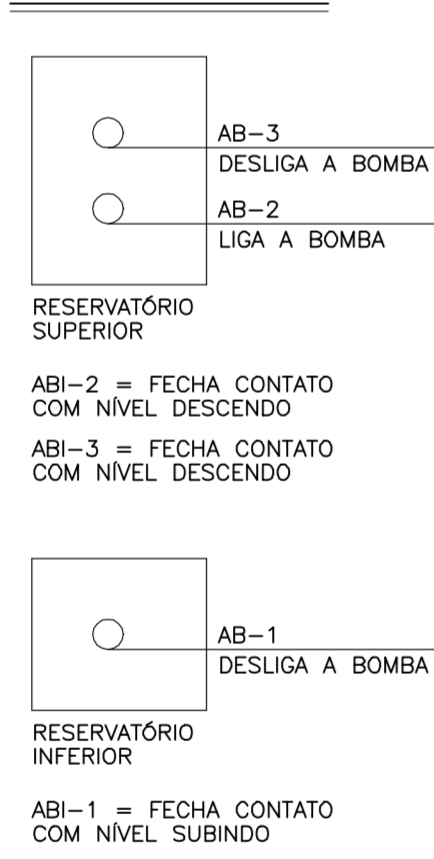 AB-3
DESLIGA A BOMBA
AB-2
LIGA A BOMBA
RESERVATÓRIO
SUPERIOR
ABI-2 = FECHA CONTATO
COM NÍVEL DESCENDO
ABI-3 = FECHA CONTATO
COM NÍVEL DESCENDO
AB-1
DESLIGA A BOMBA
RESERVATÓRIO
INFERIOR
ABI-1 = FECHA CONTATO
COM NÍVEL SUBINDO